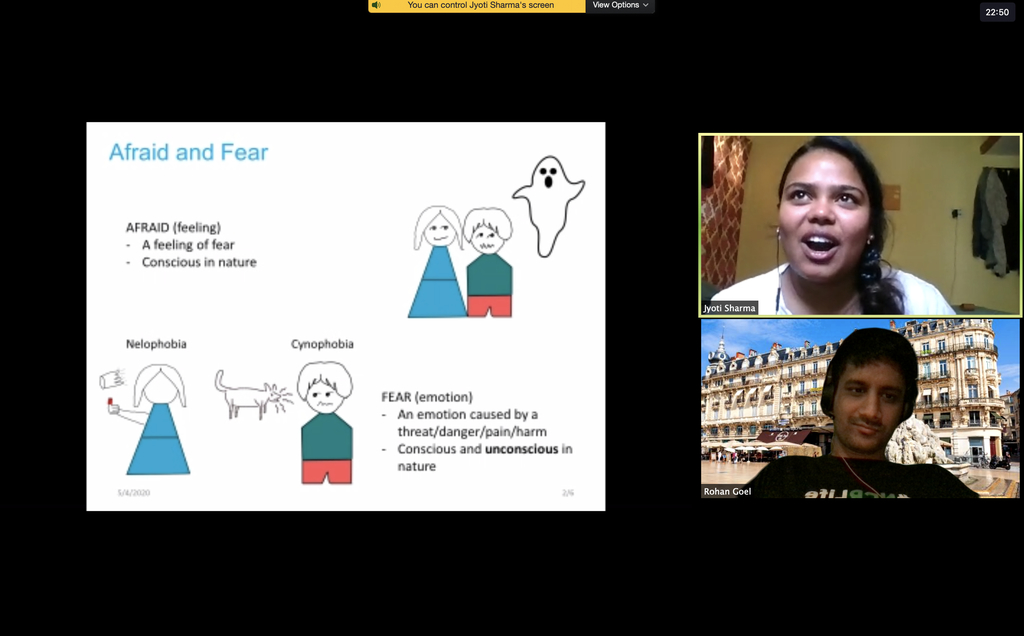 You can control Jyoti Sharma's screen
View Options
22:50
Afraid and Fear
AFRAID (feeling)
- A feeling of fear
- Conscious in nature
Nelophobia
Cynophobia
FEAR (emotion)
- An emotion caused by a
threat/danger/pain/harm
- Conscious and unconscious in
nature
5/4/2020
2/6
Jyoti Sharma
Rohan Goel